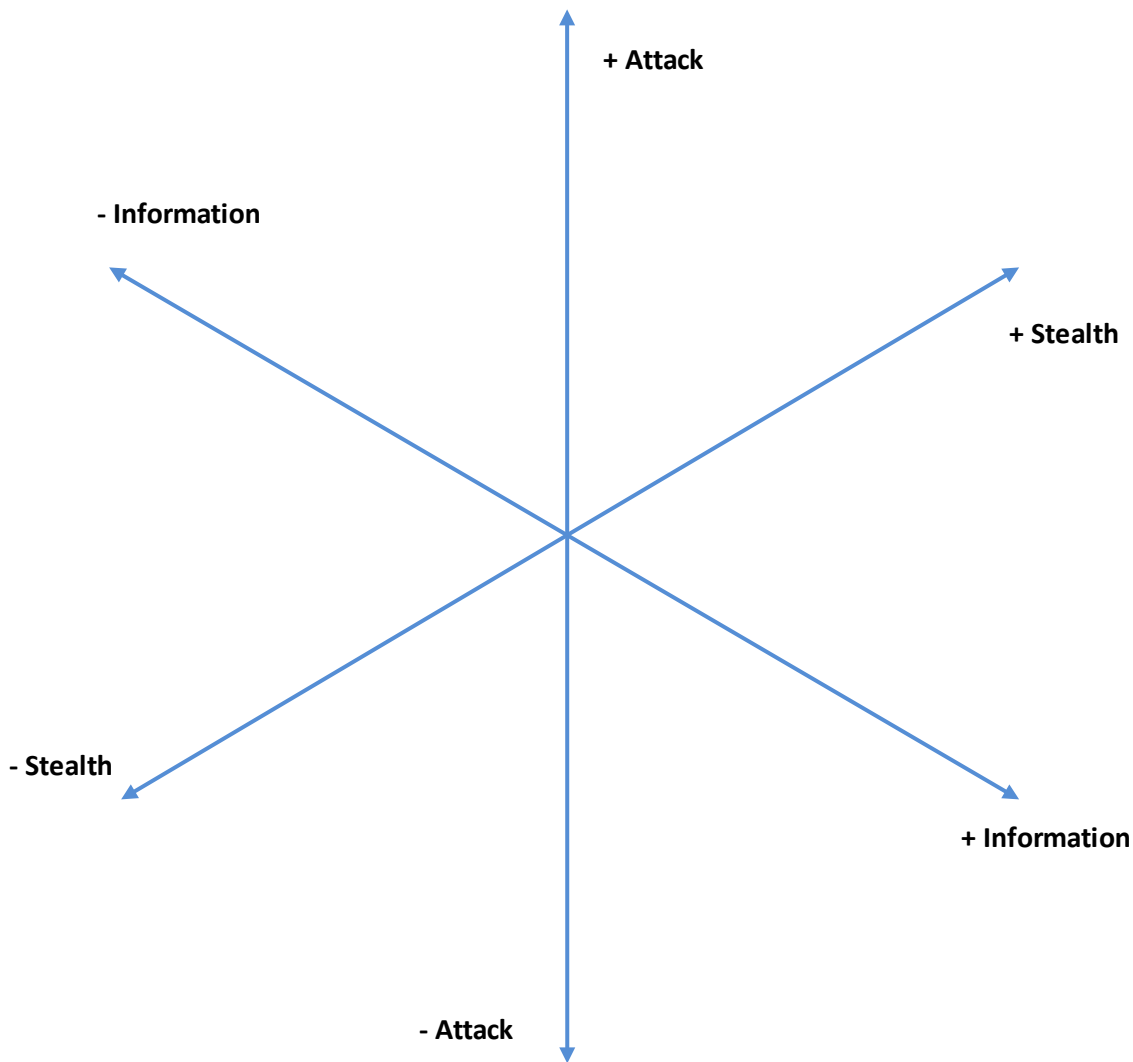 + Attack
- Information
+ Stealth
- Stealth
+ Information
- Attack